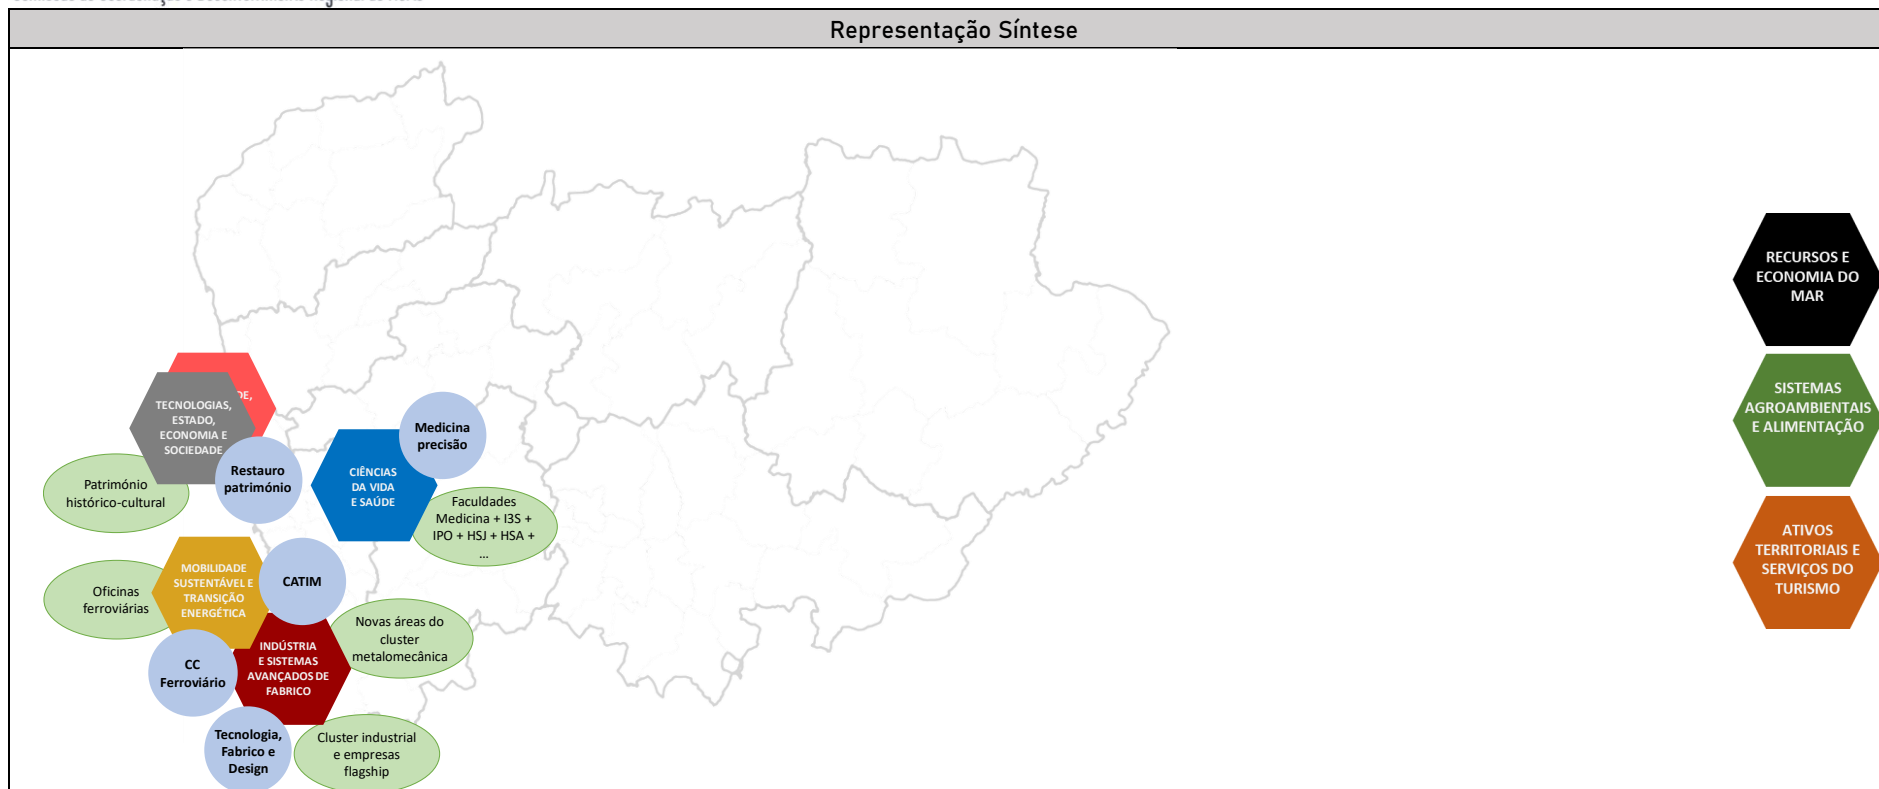 Representação Síntese
RECURSOS E
ECONOMIA DO
MAR
SISTEMAS
AGROAMBIENTAIS
E ALIMENTAÇÃO
ATIVOS
TERRITORIAIS E
SERVIÇOS DO
TURISMO
DE,
TECNOLOGIAS,
ESTADO,
ECONOMIA E
SOCIEDADE
Restauro
património
Património
histórico-cultural
Medicina
precisão
CIÊNCIAS
DA VIDA
E SAÚDE
Faculdades
Medicina + I3S +
IPO + HSJ + HSA +
...
MOBILIDADE
SUSTENTÁVEL E
TRANSIÇÃO
ENERGÉTICA
CATIM
Oficinas
ferroviárias
Novas áreas do
cluster
metalomecânica
INDÚSTRIA
E SISTEMAS
AVANÇADOS DE
FABRICO
CC
Ferroviário
Tecnologia,
Fabrico e
Design
Cluster industrial
e empresas
flagship